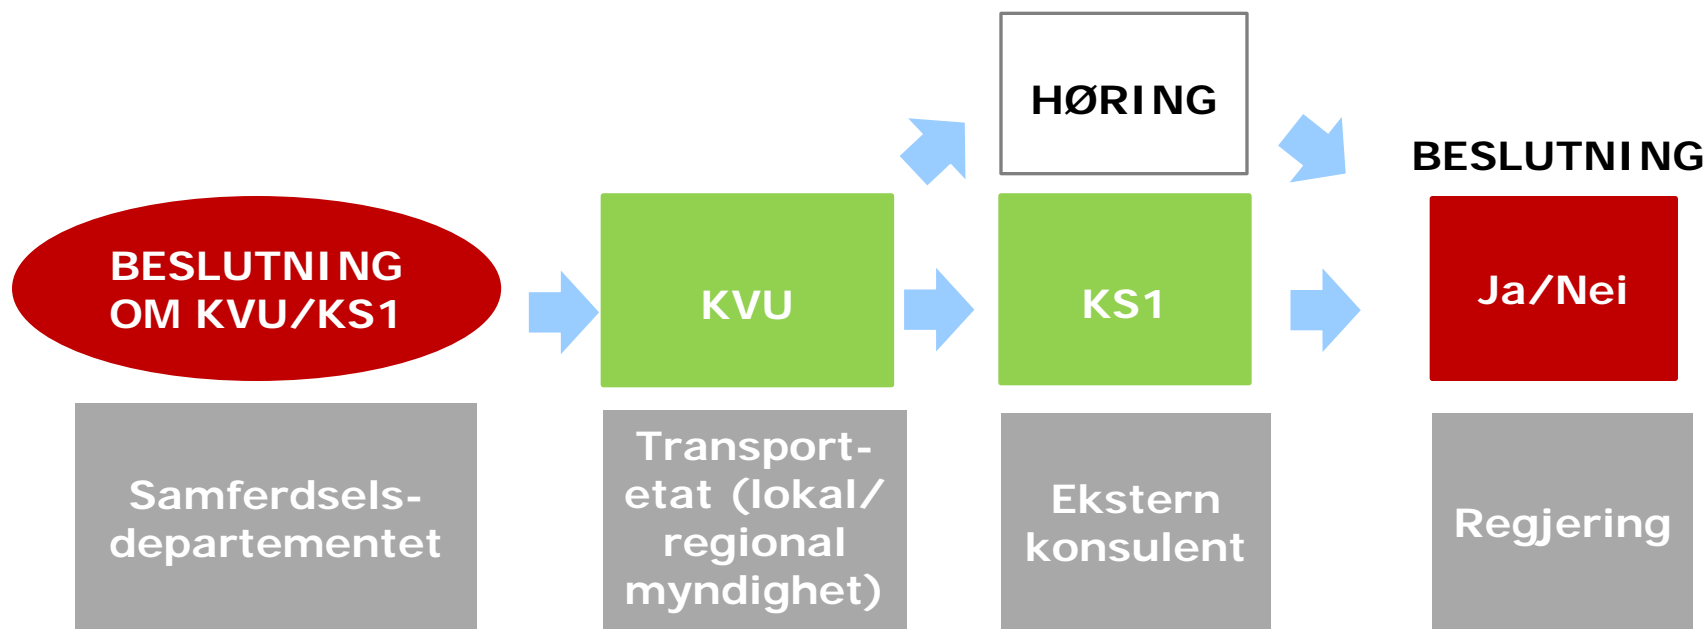 HØRING
BESLUTNING
BESLUTNING
OM KVU/KS1
KVU
KS1
Ja/Nei
Samferdsels-
departementet
Transport-
etat (lokal/
regional
myndighet)
Ekstern
konsulent
Regjering